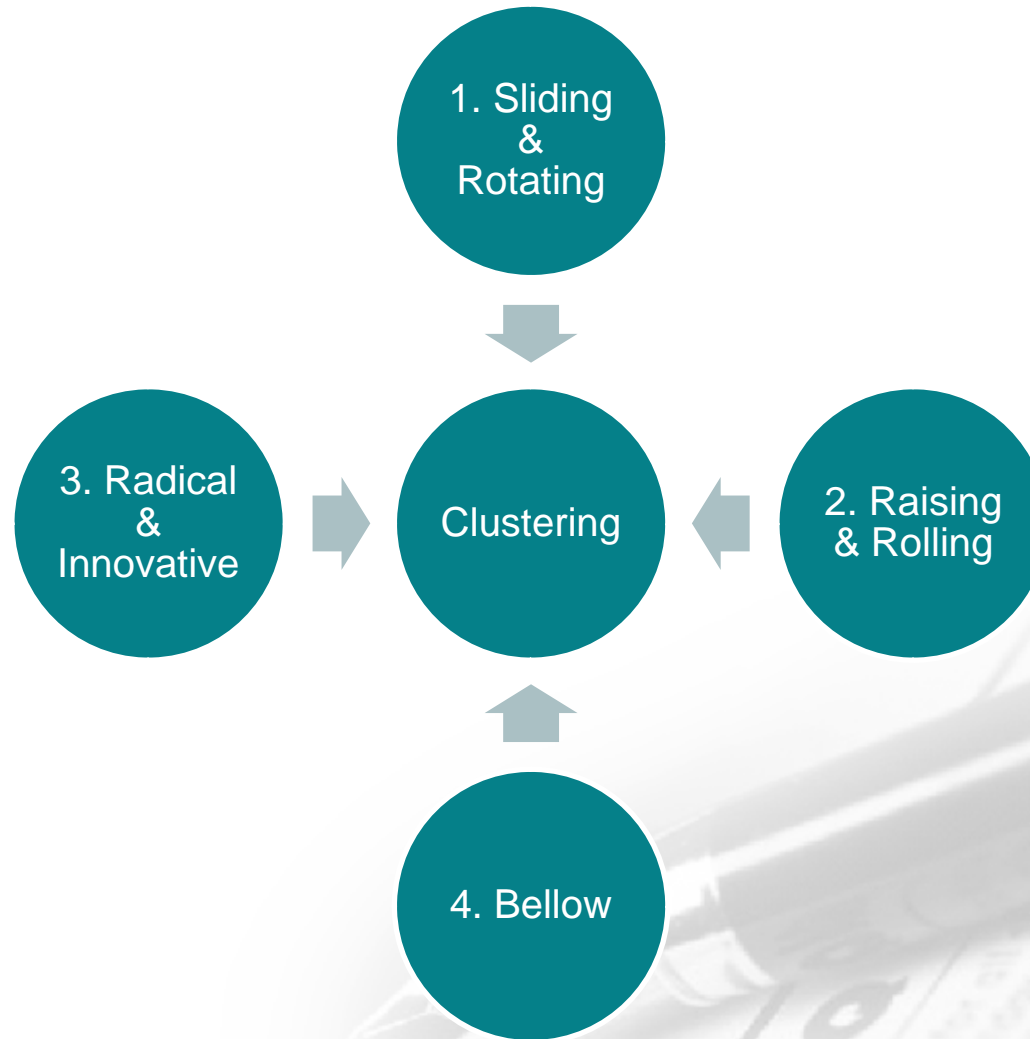 1. Sliding
&
Rotating
3. Radical
&
Innovative
Clustering
2. Raising
& Rolling
4. Bellow